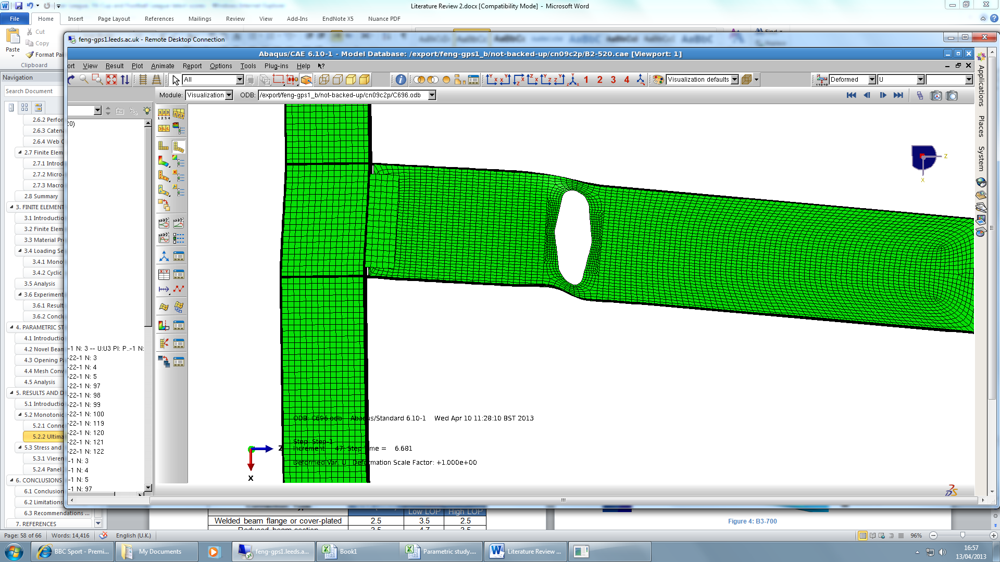 Literature Review 2.docx [Compatibility Mode] - Microsoft Word
File Home Insert Page Layout References Mailings Review View Add-Ins EndNote X5 Nuance PDF
Cut
Copy
Paste
Format Pai
Clipboard
Navigation
Search Document
2.6.2 Perfor
2.6.3 Catena
2.6.4 Web C
2.7 Finite Elem
2.7.1 Introd
2.7.2 Micro-
2.7.3 Macro
2.8 Summary
3. FINITE ELEMENT
3.1 Introductio
3.2 Finite Elem
3.3 Material Pr
3.4 Loading Se
3.4.1 Monot
3.4.2 Cyclic
3.5 Analysis
3.6 Experiment
3.6.1 Result
3.6.2 Conclu
4. PARAMETRIC ST
4.1 Introductio
4.2 Novel Bean
4.3 Opening Pa
4.4 Mesh Conv
4.5 Analysis
5. RESULTS AND D
5.1 Introductio
5.2 Monotonic
5.2.1 Conne
5.2.2 Ultima
5.3 Stress and
5.3.1 Vieren
5.2.4 Panel
6. CONCLUSIONS
6.1 Conclusion
6.2 Limitations
6.3 Recommendations ...
7. REFERENCES
feng-gps1.leeds.ac.uk - Remote Desktop Connection
Abaqus/CAE 6.10-1 - Model Database: /export/feng-gps1_b/not-backed-up/cn09c2p/B2-520.cae [Viewport: 1]
ort View Result Plot Animate Report Options Tools Plug-ins Help
All
1 2 3 4
Visualization defaults
Deformed
U
Module: Visualization ODB: /export/feng-gps1_b/not-backed-up/cn09c2p/C696.odb
20)
-1 N: 3 -- U:U3 PI: P..-1 N:
-22-1 N: 3
-22-1 N: 4
-22-1 N: 5
-22-1 N: 97
-22-1 N: 98
-22-1 N: 99
-22-1 N: 100
-22-1 N: 119
-22-1 N: 120
-22-1 N: 121
-22-1 N: 122
-1 N: 3
-1 N: 4
-1 N: 5
-1 N: 97
Z
X
ODB: C696.odb Abaqus/Standard 6.10-1 Wed Apr 10 11:28:10 BST 2013
Step: Step-1
Increment 47: Step Time = 6.681
Deformed Var: U Deformation Scale Factor: +1.000e+00
Z
X
Applications
Places
System
Low LOP High LOP
Welded beam flange or cover-plated 2.5 3.5 2.5
Reduced beam section
Figure 4: B3-700
Page: 58 of 66 Words: 14,416 English (U.K.) 96%
BBC Sport - Premi... My Documents feng-gps1.leeds.a... Book1 Parametric study.... Literature Review ...
16:57
13/04/2013